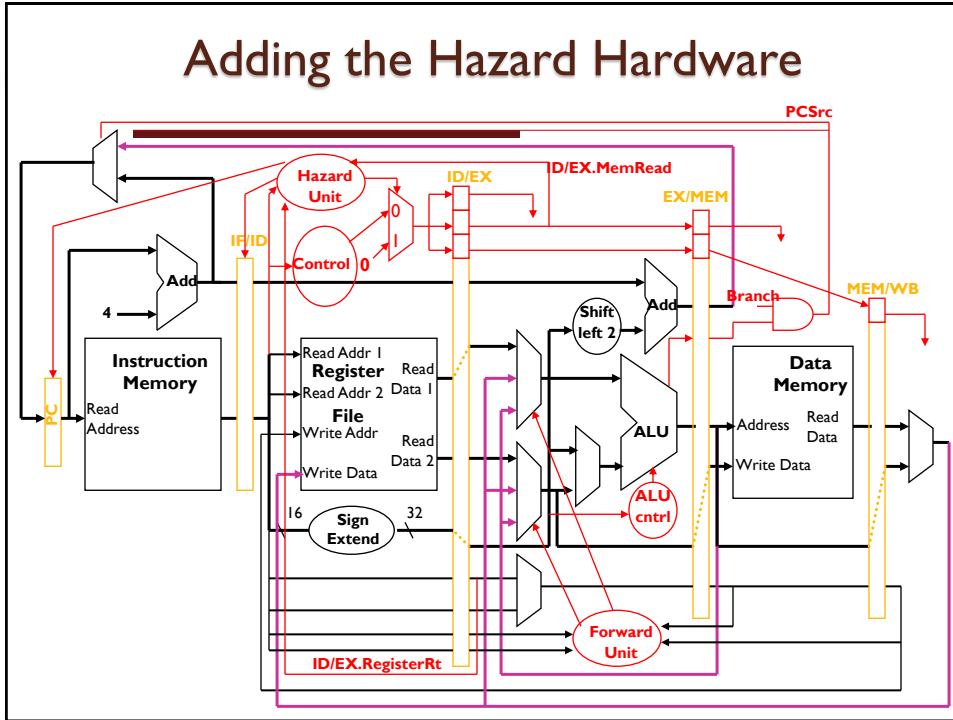 Adding the Hazard Hardware
PCSrc
ID/EX.MemRead
Hazard
Unit
ID/EX
EX/MEM
0
1
IF/ID
Control
0
Add
4
Shift
left 2
Add
Branch
MEM/WB
Instruction
Memory
Read
Address
PC
Read Addr 1
Register
Read
Data 1
Read Addr 2
File
Write Addr
Read
Data 2
Write Data
ALU
Data
Memory
Address
Read
Data
Write Data
ALU
cntrl
16
Sign
Extend
32
Forward
Unit
ID/EX.RegisterRt